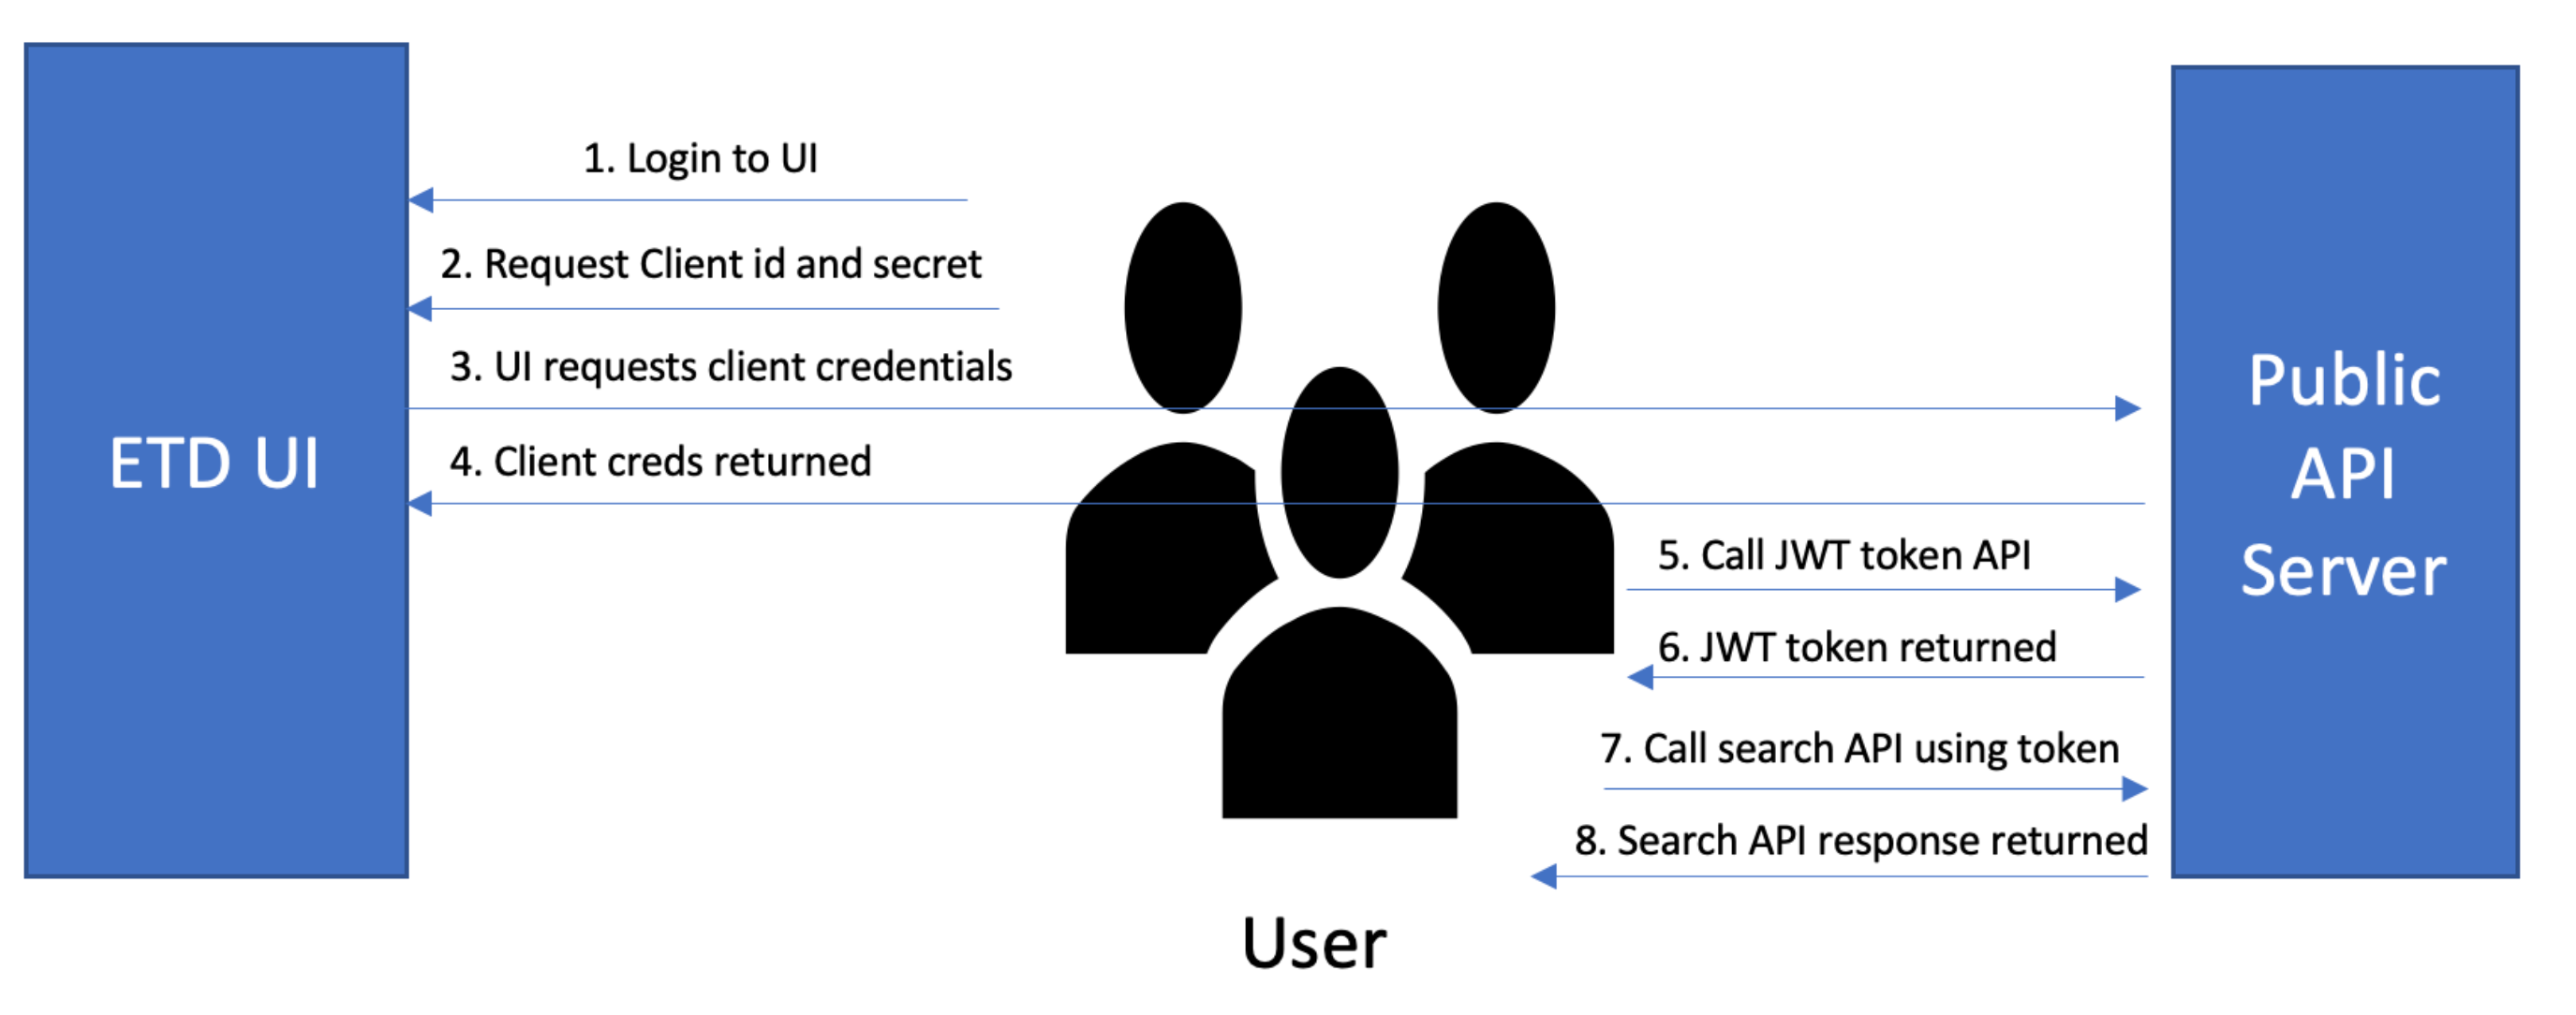 1. Login to UI
2. Request Client id and secret
3. UI requests client credentials
4. Client creds returned
ETD UI
5. Call JWT token API
6. JWT token returned
7. Call search API using token
8. Search API response returned
Public
API
Server
User